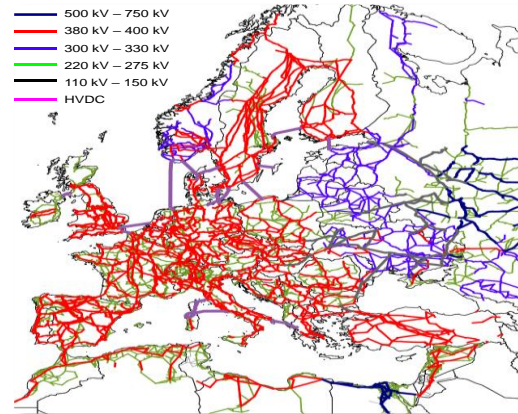 500 kV – 750 kV
380 kV – 400 kV
300 kV – 330 kV
220 kV – 275 kV
110 kV – 150 kV
HVDC